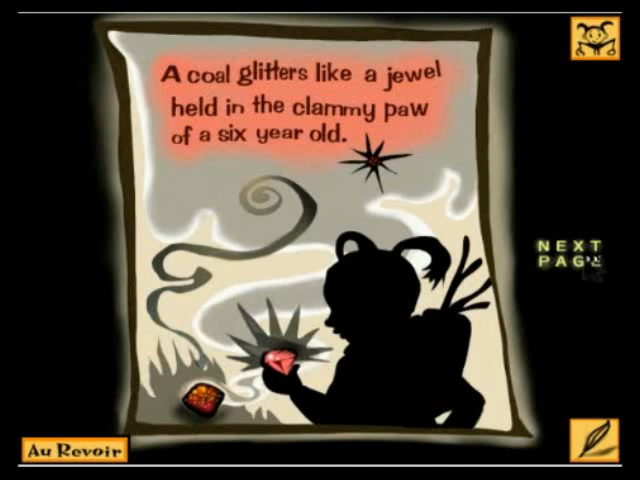 A coal glitters like a jewel
held in the clammy paw
of a six year old.
NEXT
PAGE
Au Revoir